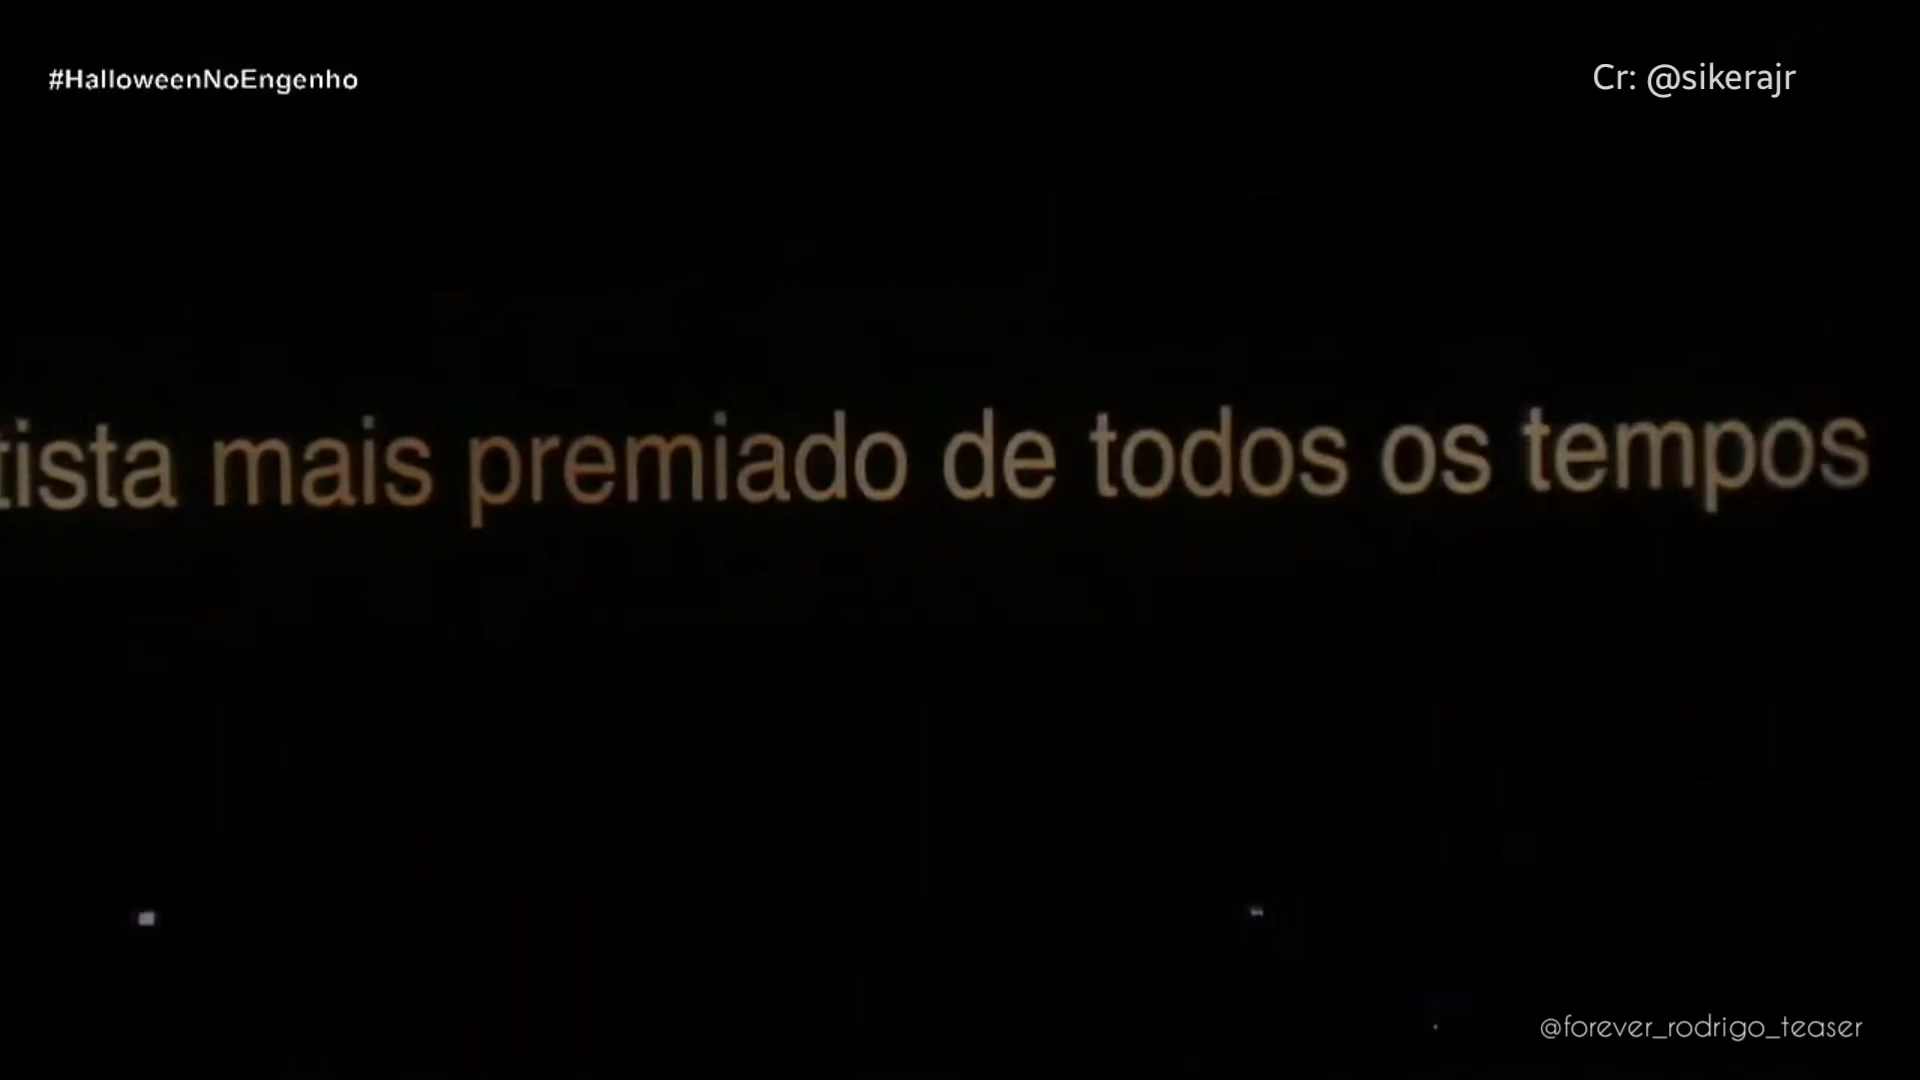 #HalloweenNoEngenho
Cr: @sikerajr
tista mais premiado de todos os tempos
@forever_rodrigo_teaser